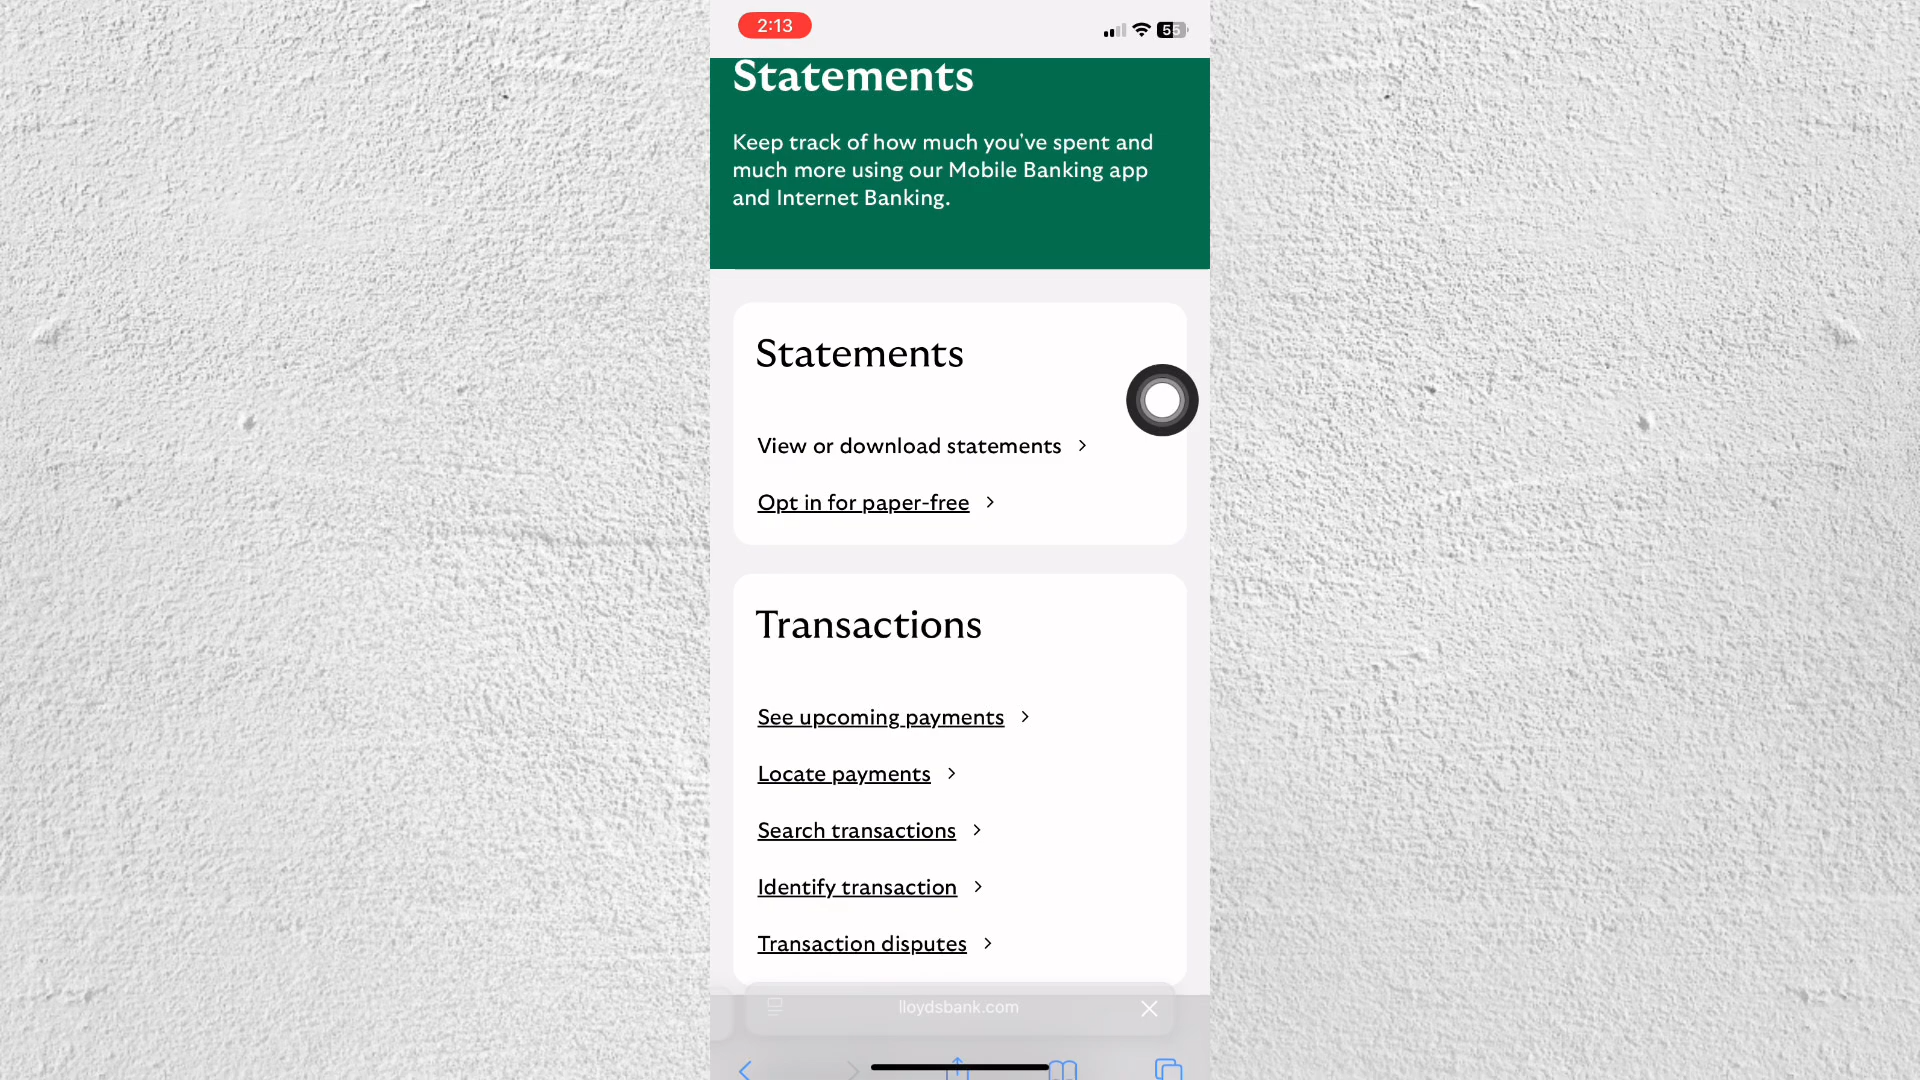 2:13
55
Statements
Keep track of how much you've spent and
much more using our Mobile Banking app
and Internet Banking.
Statements
View or download statements
Opt in for paper-free
Transactions
See upcoming payments
Locate payments
Search transactions
Identify transaction
Transaction disputes
lloydsbank.com